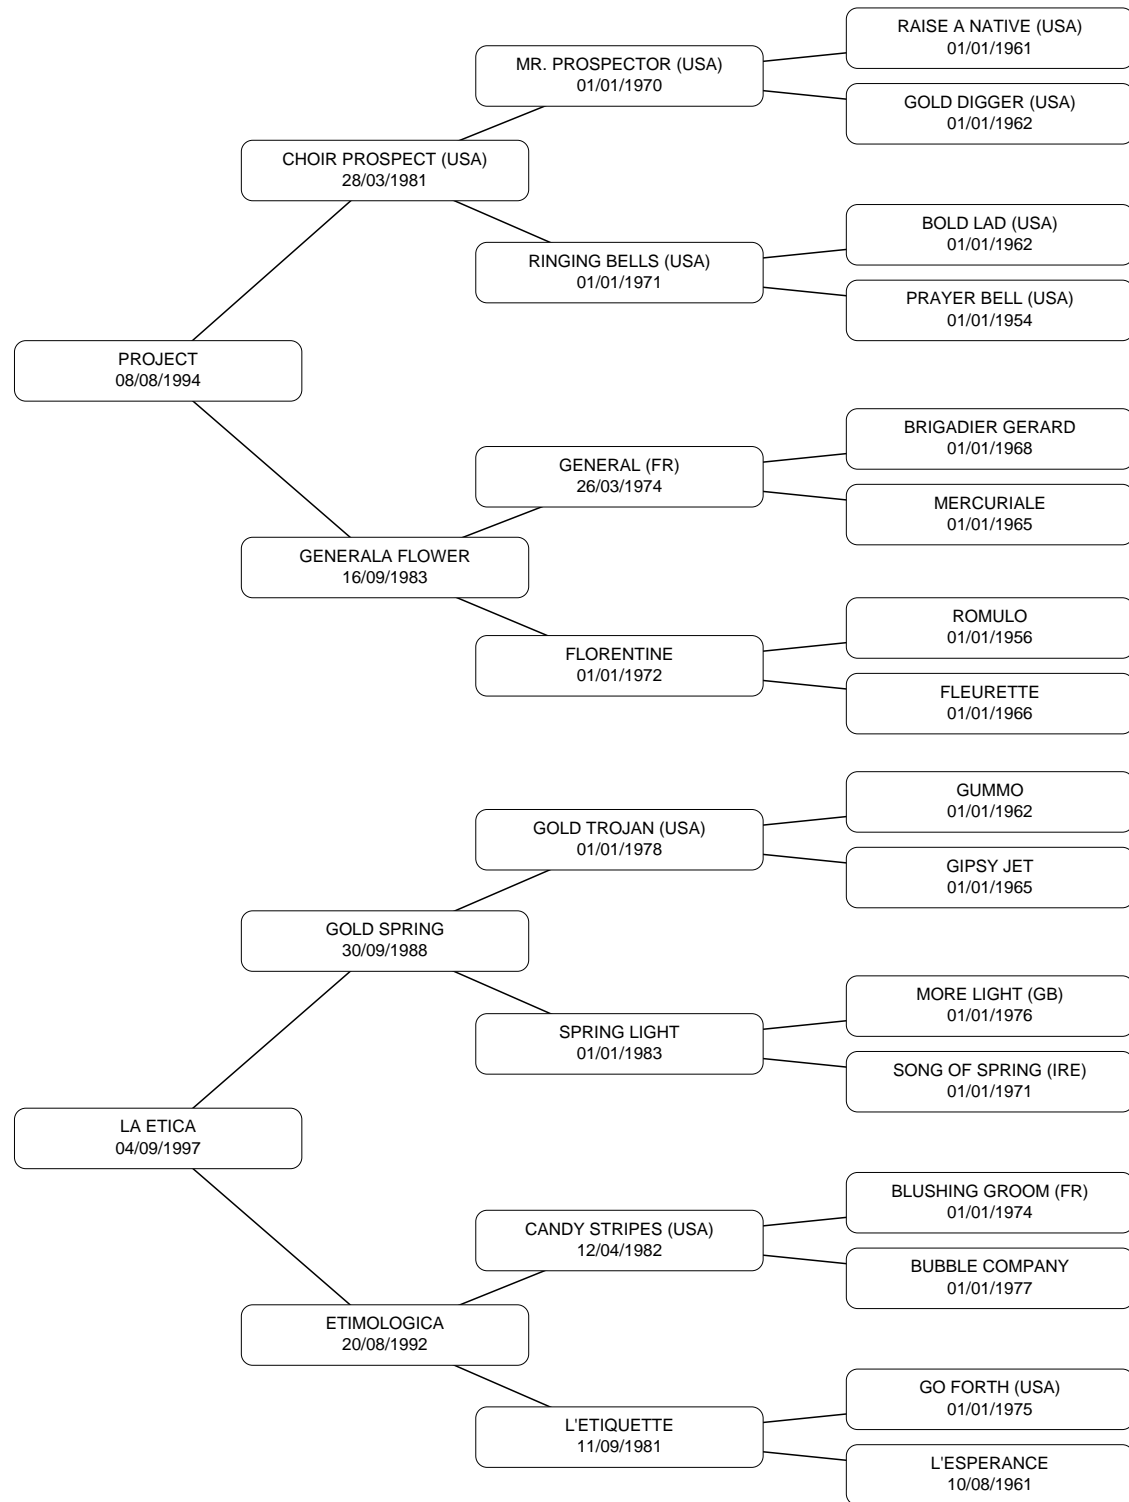 RAISE A NATIVE (USA)
01/01/1961
MR. PROSPECTOR (USA)
01/01/1970
GOLD DIGGER (USA)
01/01/1962
CHOIR PROSPECT (USA)
28/03/1981
BOLD LAD (USA)
01/01/1962
RINGING BELLS (USA)
01/01/1971
PRAYER BELL (USA)
01/01/1954
PROJECT
08/08/1994
BRIGADIER GERARD
01/01/1968
GENERAL (FR)
26/03/1974
MERCURIALE
01/01/1965
GENERALA FLOWER
16/09/1983
ROMULO
01/01/1956
FLORENTINE
01/01/1972
FLEURETTE
01/01/1966
GUMMO
01/01/1962
GOLD TROJAN (USA)
01/01/1978
GIPSY JET
01/01/1965
GOLD SPRING
30/09/1988
MORE LIGHT (GB)
01/01/1976
SPRING LIGHT
01/01/1983
SONG OF SPRING (IRE)
01/01/1971
LA ETICA
04/09/1997
BLUSHING GROOM (FR)
01/01/1974
CANDY STRIPES (USA)
12/04/1982
BUBBLE COMPANY
01/01/1977
ETIMOLOGICA
20/08/1992
GO FORTH (USA)
01/01/1975
L'ETIQUETTE
11/09/1981
L'ESPERANCE
10/08/1961